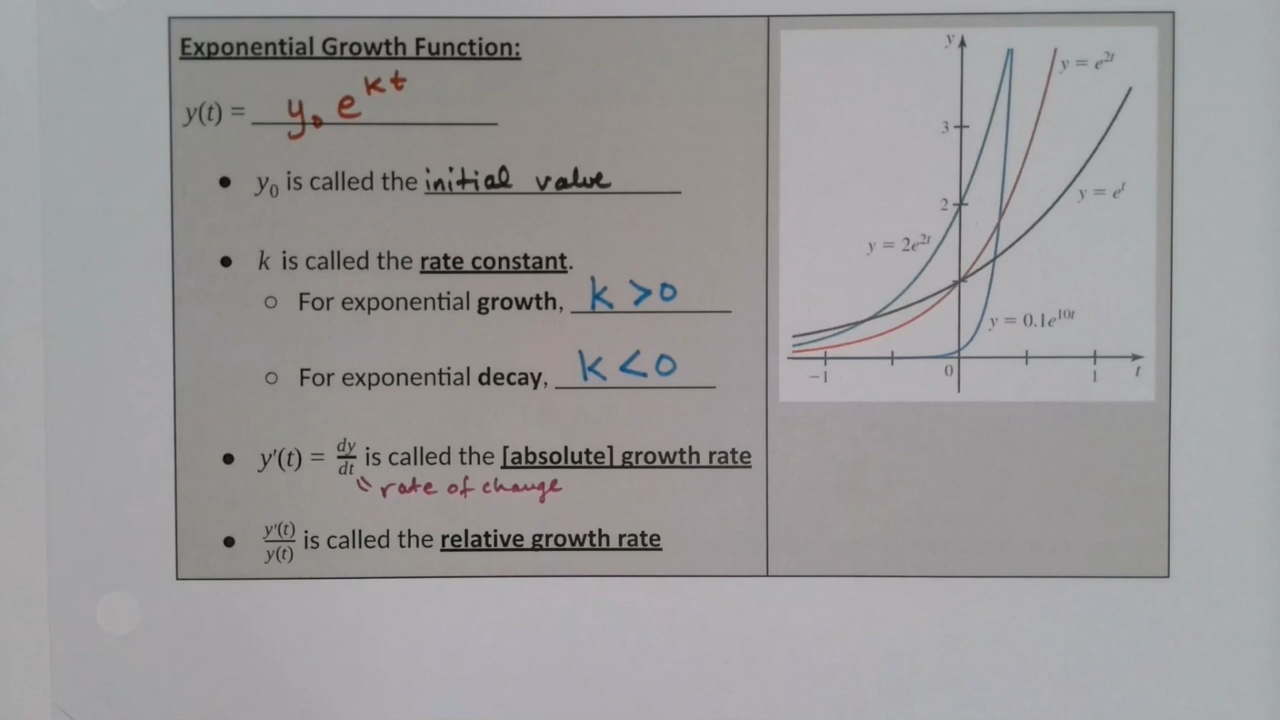 Exponential Growth Function:
y(t) = y₀ e^{kt}
• y₀ is called the initial value
• k is called the rate constant.
○ For exponential growth, k > 0
○ For exponential decay, k < 0
• y'(t) = dy/dt is called the [absolute] growth rate
rate of change
• y'(t)/y(t) is called the relative growth rate
y
y = e^{2t}
3
y = e^t
2
y = 2e^{2t}
y = 0.1e^{10t}
−1 0 1 t